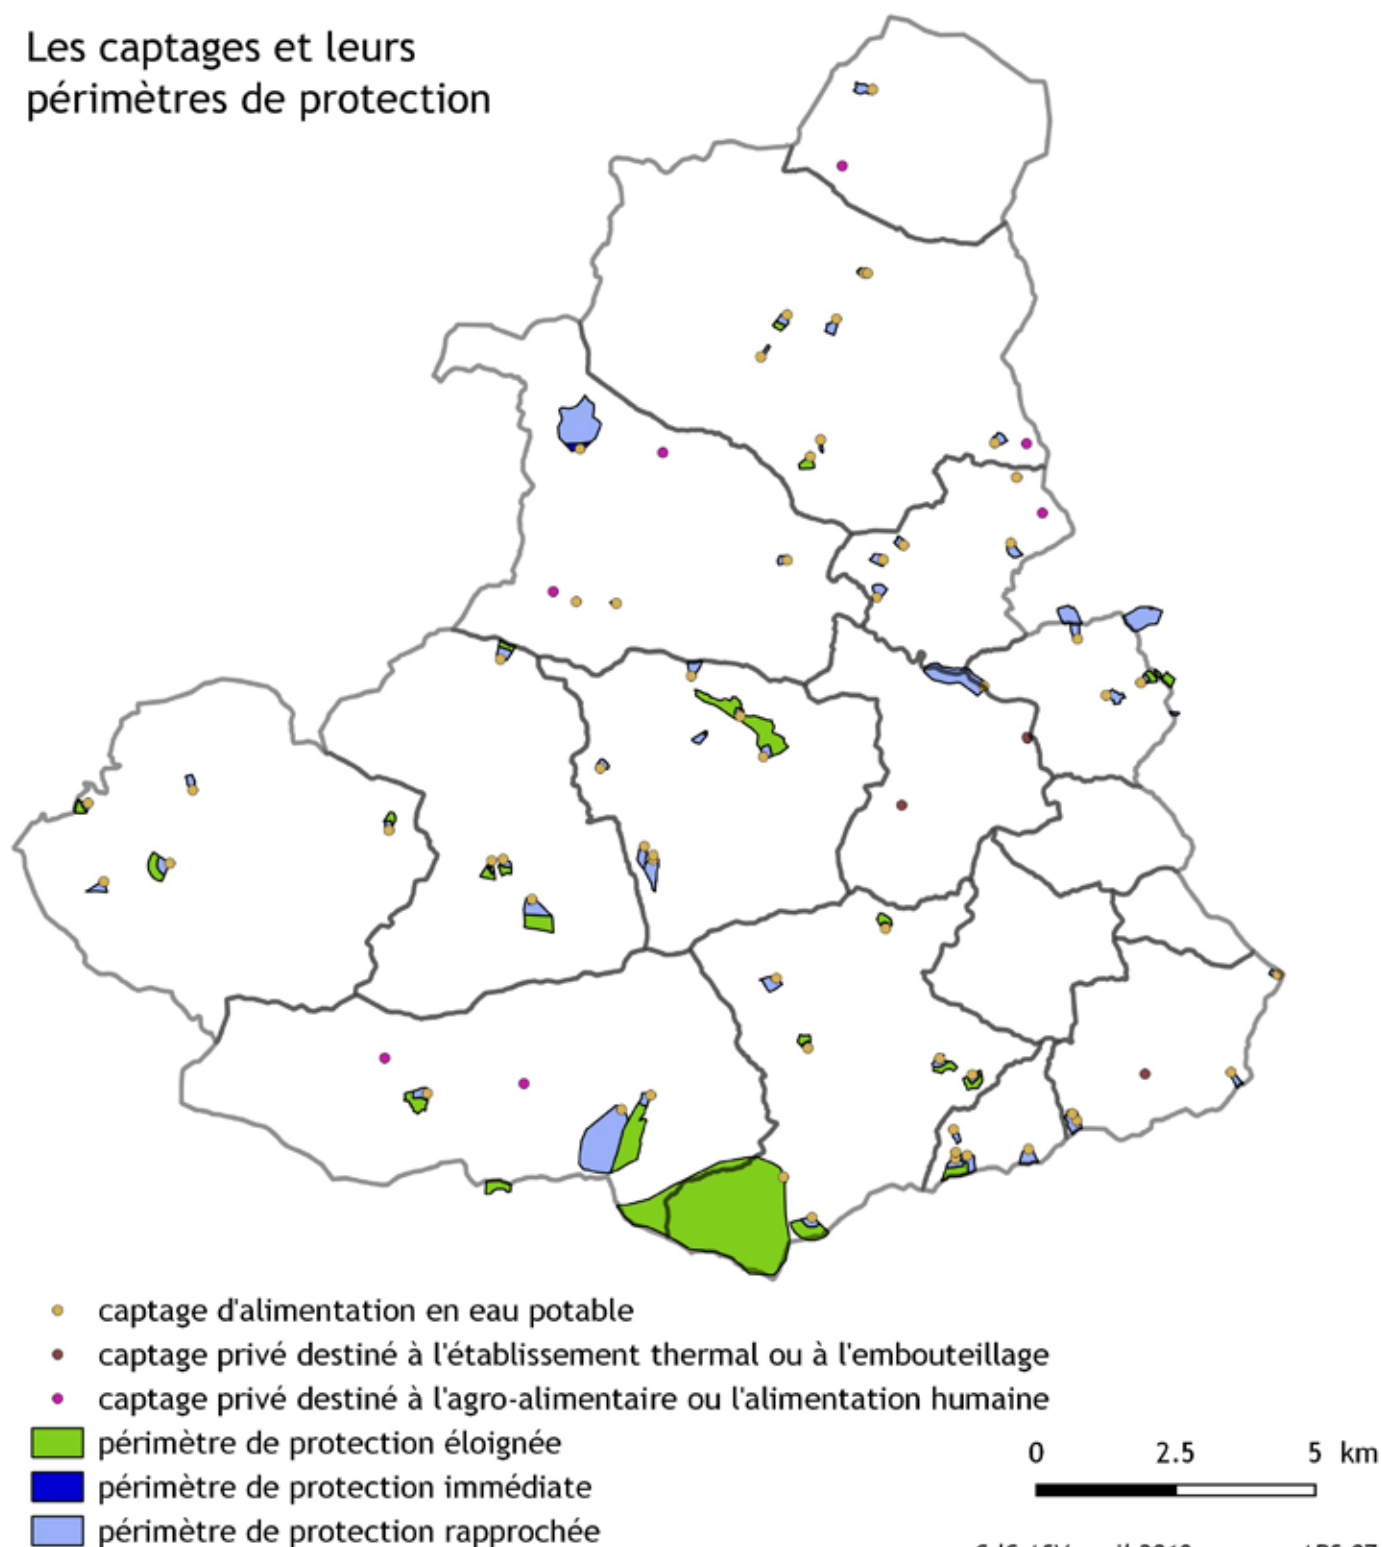 Les captages et leurs
périmètres de protection
captage d'alimentation en eau potable
captage privé destiné à l'établissement thermal ou à l'embouteillage
captage privé destiné à l'agro-alimentaire ou l'alimentation humaine
périmètre de protection éloignée
périmètre de protection immédiate
périmètre de protection rapprochée
0 2.5 5 km